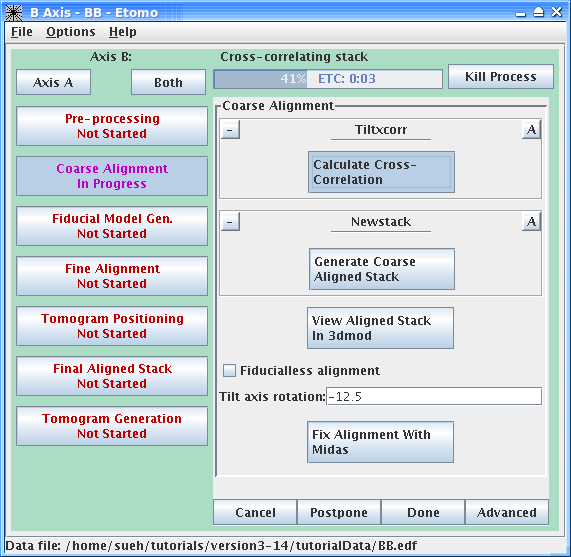 B Axis - BB - Etomo
File Options Help
Axis B:
Cross-correlating stack
Axis A
Both
41% ETC: 0:03
Kill Process
Pre-processing
Not Started
Coarse Alignment
In Progress
Fiducial Model Gen.
Not Started
Fine Alignment
Not Started
Tomogram Positioning
Not Started
Final Aligned Stack
Not Started
Tomogram Generation
Not Started
Coarse Alignment
- Tiltxcorr A
Calculate Cross-
Correlation
- Newstack A
Generate Coarse
Aligned Stack
View Aligned Stack
In 3dmod
Fiducialless alignment
Tilt axis rotation: -12.5
Fix Alignment With
Midas
Cancel Postpone Done Advanced
Data file: /home/sueh/tutorials/version3-14/tutorialData/BB.edf